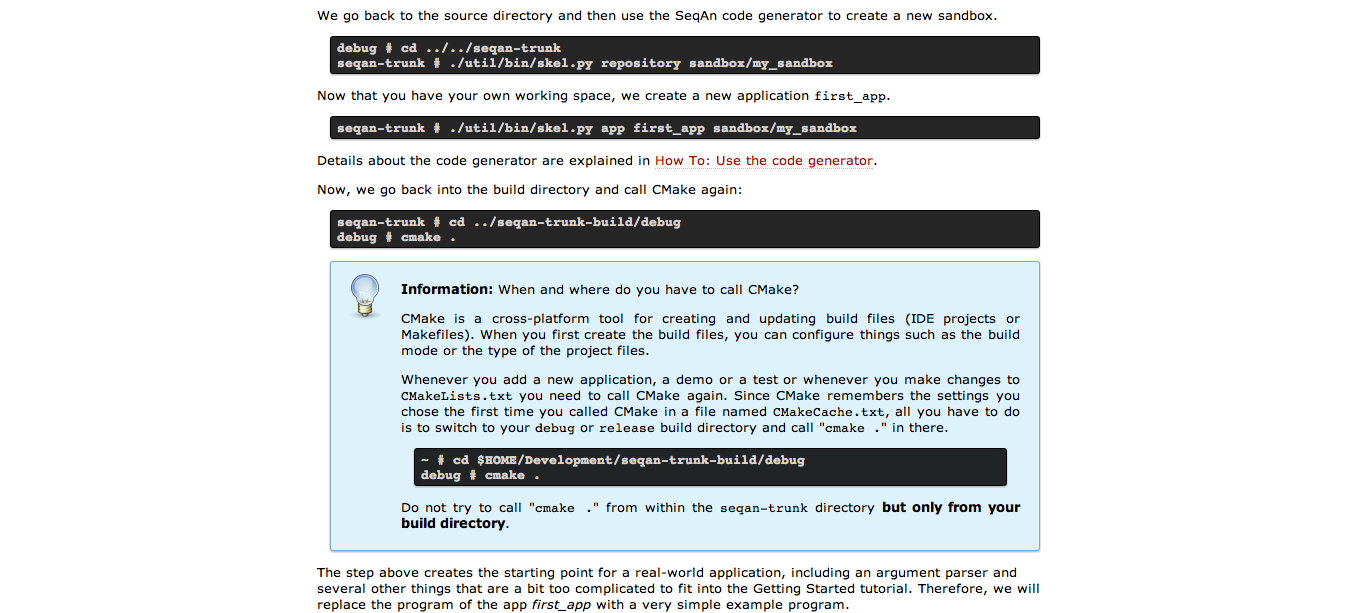 We go back to the source directory and then use the SeqAn code generator to create a new sandbox.
debug # cd ../../seqan-trunk
seqan-trunk # ./util/bin/skel.py repository sandbox/my_sandbox
Now that you have your own working space, we create a new application first_app.
seqan-trunk # ./util/bin/skel.py app first_app sandbox/my_sandbox
Details about the code generator are explained in How To: Use the code generator.
Now, we go back into the build directory and call CMake again:
seqan-trunk # cd ../seqan-trunk-build/debug
debug # cmake .
Information: When and where do you have to call CMake?
CMake is a cross-platform tool for creating and updating build files (IDE projects or
Makefiles). When you first create the build files, you can configure things such as the build
mode or the type of the project files.
Whenever you add a new application, a demo or a test or whenever you make changes to
CMakeLists.txt you need to call CMake again. Since CMake remembers the settings you
chose the first time you called CMake in a file named CMakeCache.txt, all you have to do
is to switch to your debug or release build directory and call "cmake ." in there.
~ # cd $HOME/Development/seqan-trunk-build/debug
debug # cmake .
Do not try to call "cmake ." from within the seqan-trunk directory but only from your
build directory.
The step above creates the starting point for a real-world application, including an argument parser and
several other things that are a bit too complicated to fit into the Getting Started tutorial. Therefore, we will
replace the program of the app first_app with a very simple example program.